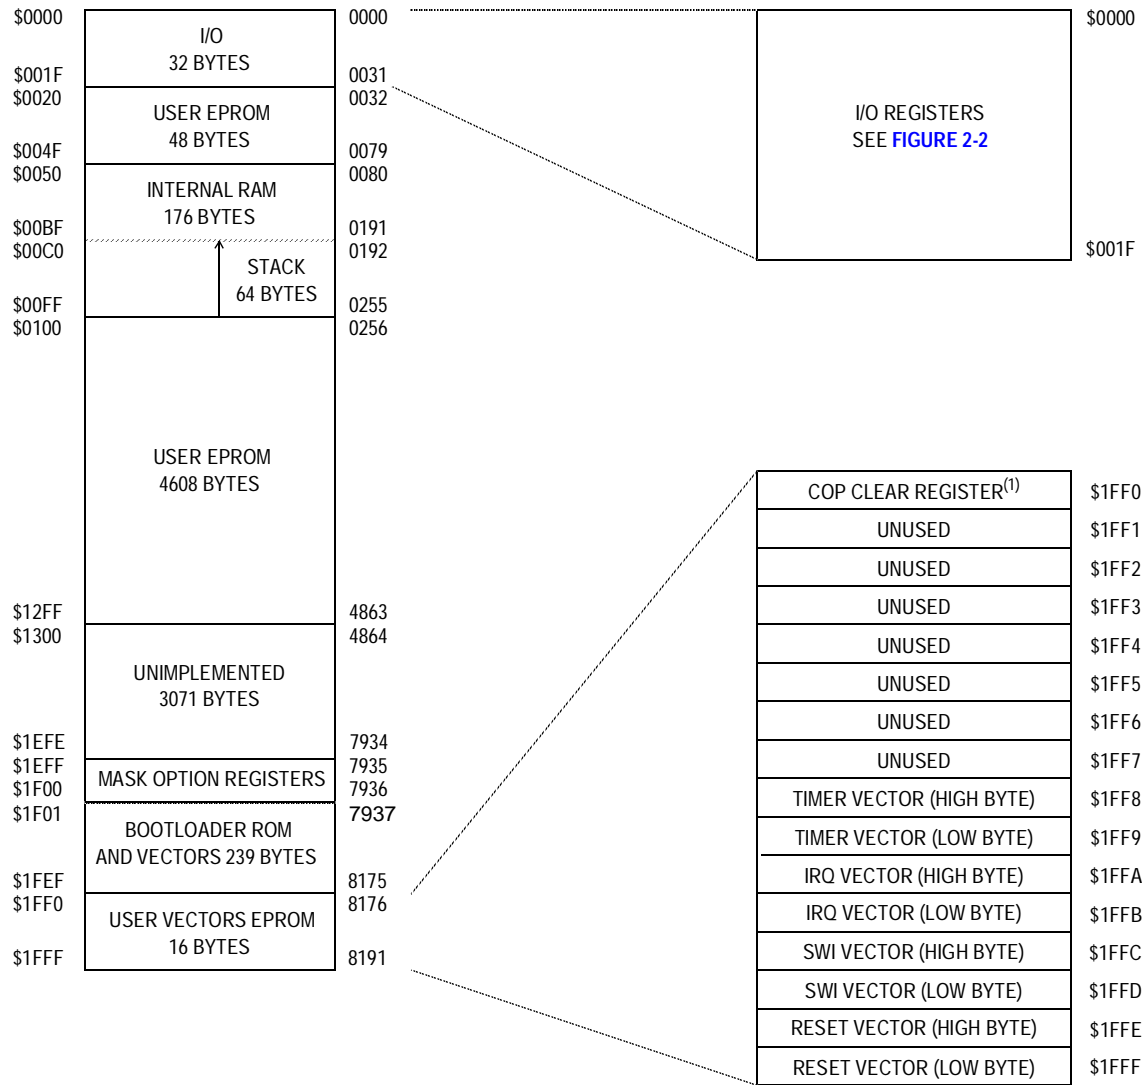 $0000
I/O
32 BYTES
0000
$001F
0031
$0020
USER EPROM
48 BYTES
0032
$004F
0079
$0050
INTERNAL RAM
176 BYTES
0080
$00BF
0191
$00C0
0192
STACK
64 BYTES
$00FF
0255
$0100
0256
USER EPROM
4608 BYTES
$12FF
4863
$1300
4864
UNIMPLEMENTED
3071 BYTES
$1EFE
7934
$1EFF
7935
MASK OPTION REGISTERS
$1F00
7936
$1F01
7937
BOOTLOADER ROM
AND VECTORS 239 BYTES
$1FEF
8175
$1FF0
8176
USER VECTORS EPROM
16 BYTES
$1FFF
8191
$0000
I/O REGISTERS
SEE FIGURE 2-2
$001F
COP CLEAR REGISTER(1) $1FF0
UNUSED $1FF1
UNUSED $1FF2
UNUSED $1FF3
UNUSED $1FF4
UNUSED $1FF5
UNUSED $1FF6
UNUSED $1FF7
TIMER VECTOR (HIGH BYTE) $1FF8
TIMER VECTOR (LOW BYTE) $1FF9
IRQ VECTOR (HIGH BYTE) $1FFA
IRQ VECTOR (LOW BYTE) $1FFB
SWI VECTOR (HIGH BYTE) $1FFC
SWI VECTOR (LOW BYTE) $1FFD
RESET VECTOR (HIGH BYTE) $1FFE
RESET VECTOR (LOW BYTE) $1FFF